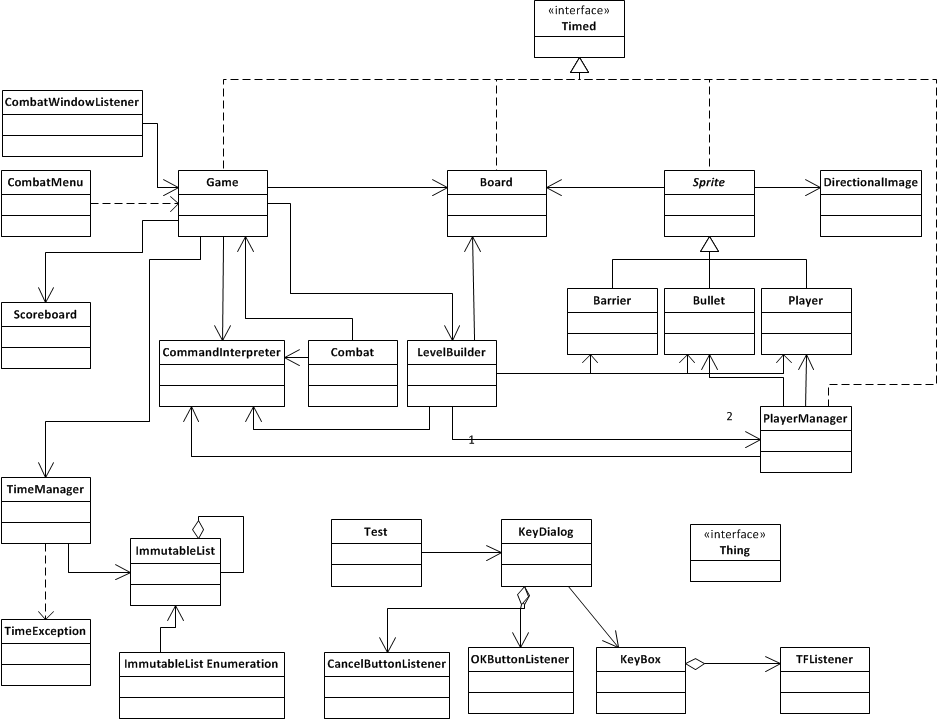 «interface»
Timed
CombatWindowListener
CombatMenu
Game
Board
Sprite
DirectionalImage
Scoreboard
Barrier
Bullet
Player
CommandInterpreter
Combat
LevelBuilder
PlayerManager
2
1
TimeManager
ImmutableList
Test
KeyDialog
«interface»
Thing
TimeException
ImmutableList Enumeration
CancelButtonListener
OKButtonListener
KeyBox
TFListener